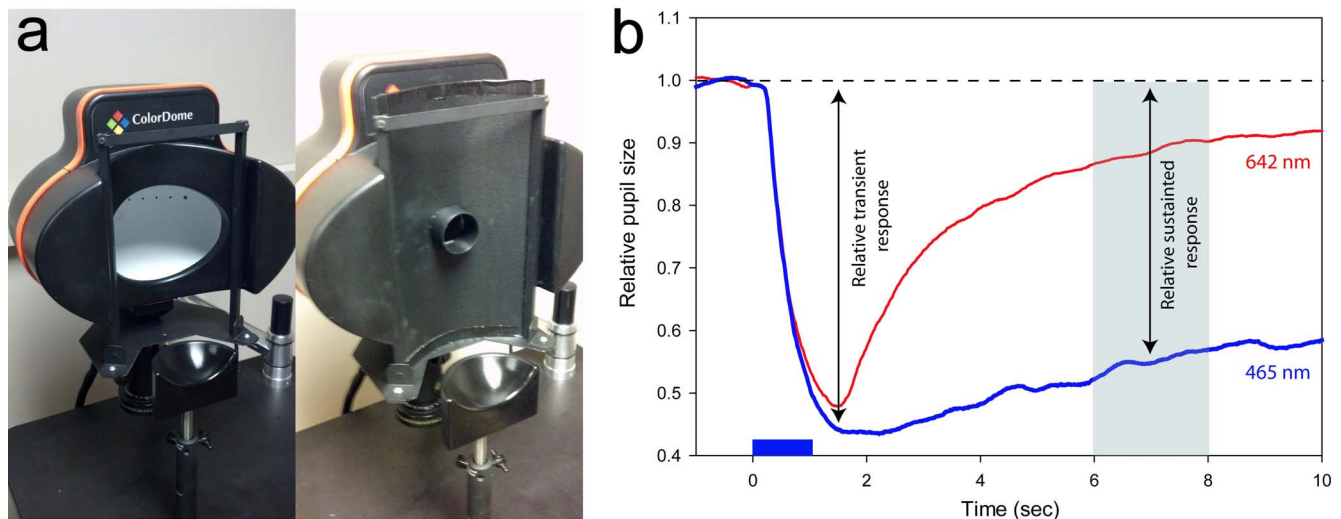 a
ColorDome
b
1.1
1.0
0.9
0.8
0.7
0.6
0.5
0.4
Relative pupil size
Relative transient
response
Relative sustainted
response
642 nm
465 nm
0
2
4
6
8
10
Time (sec)